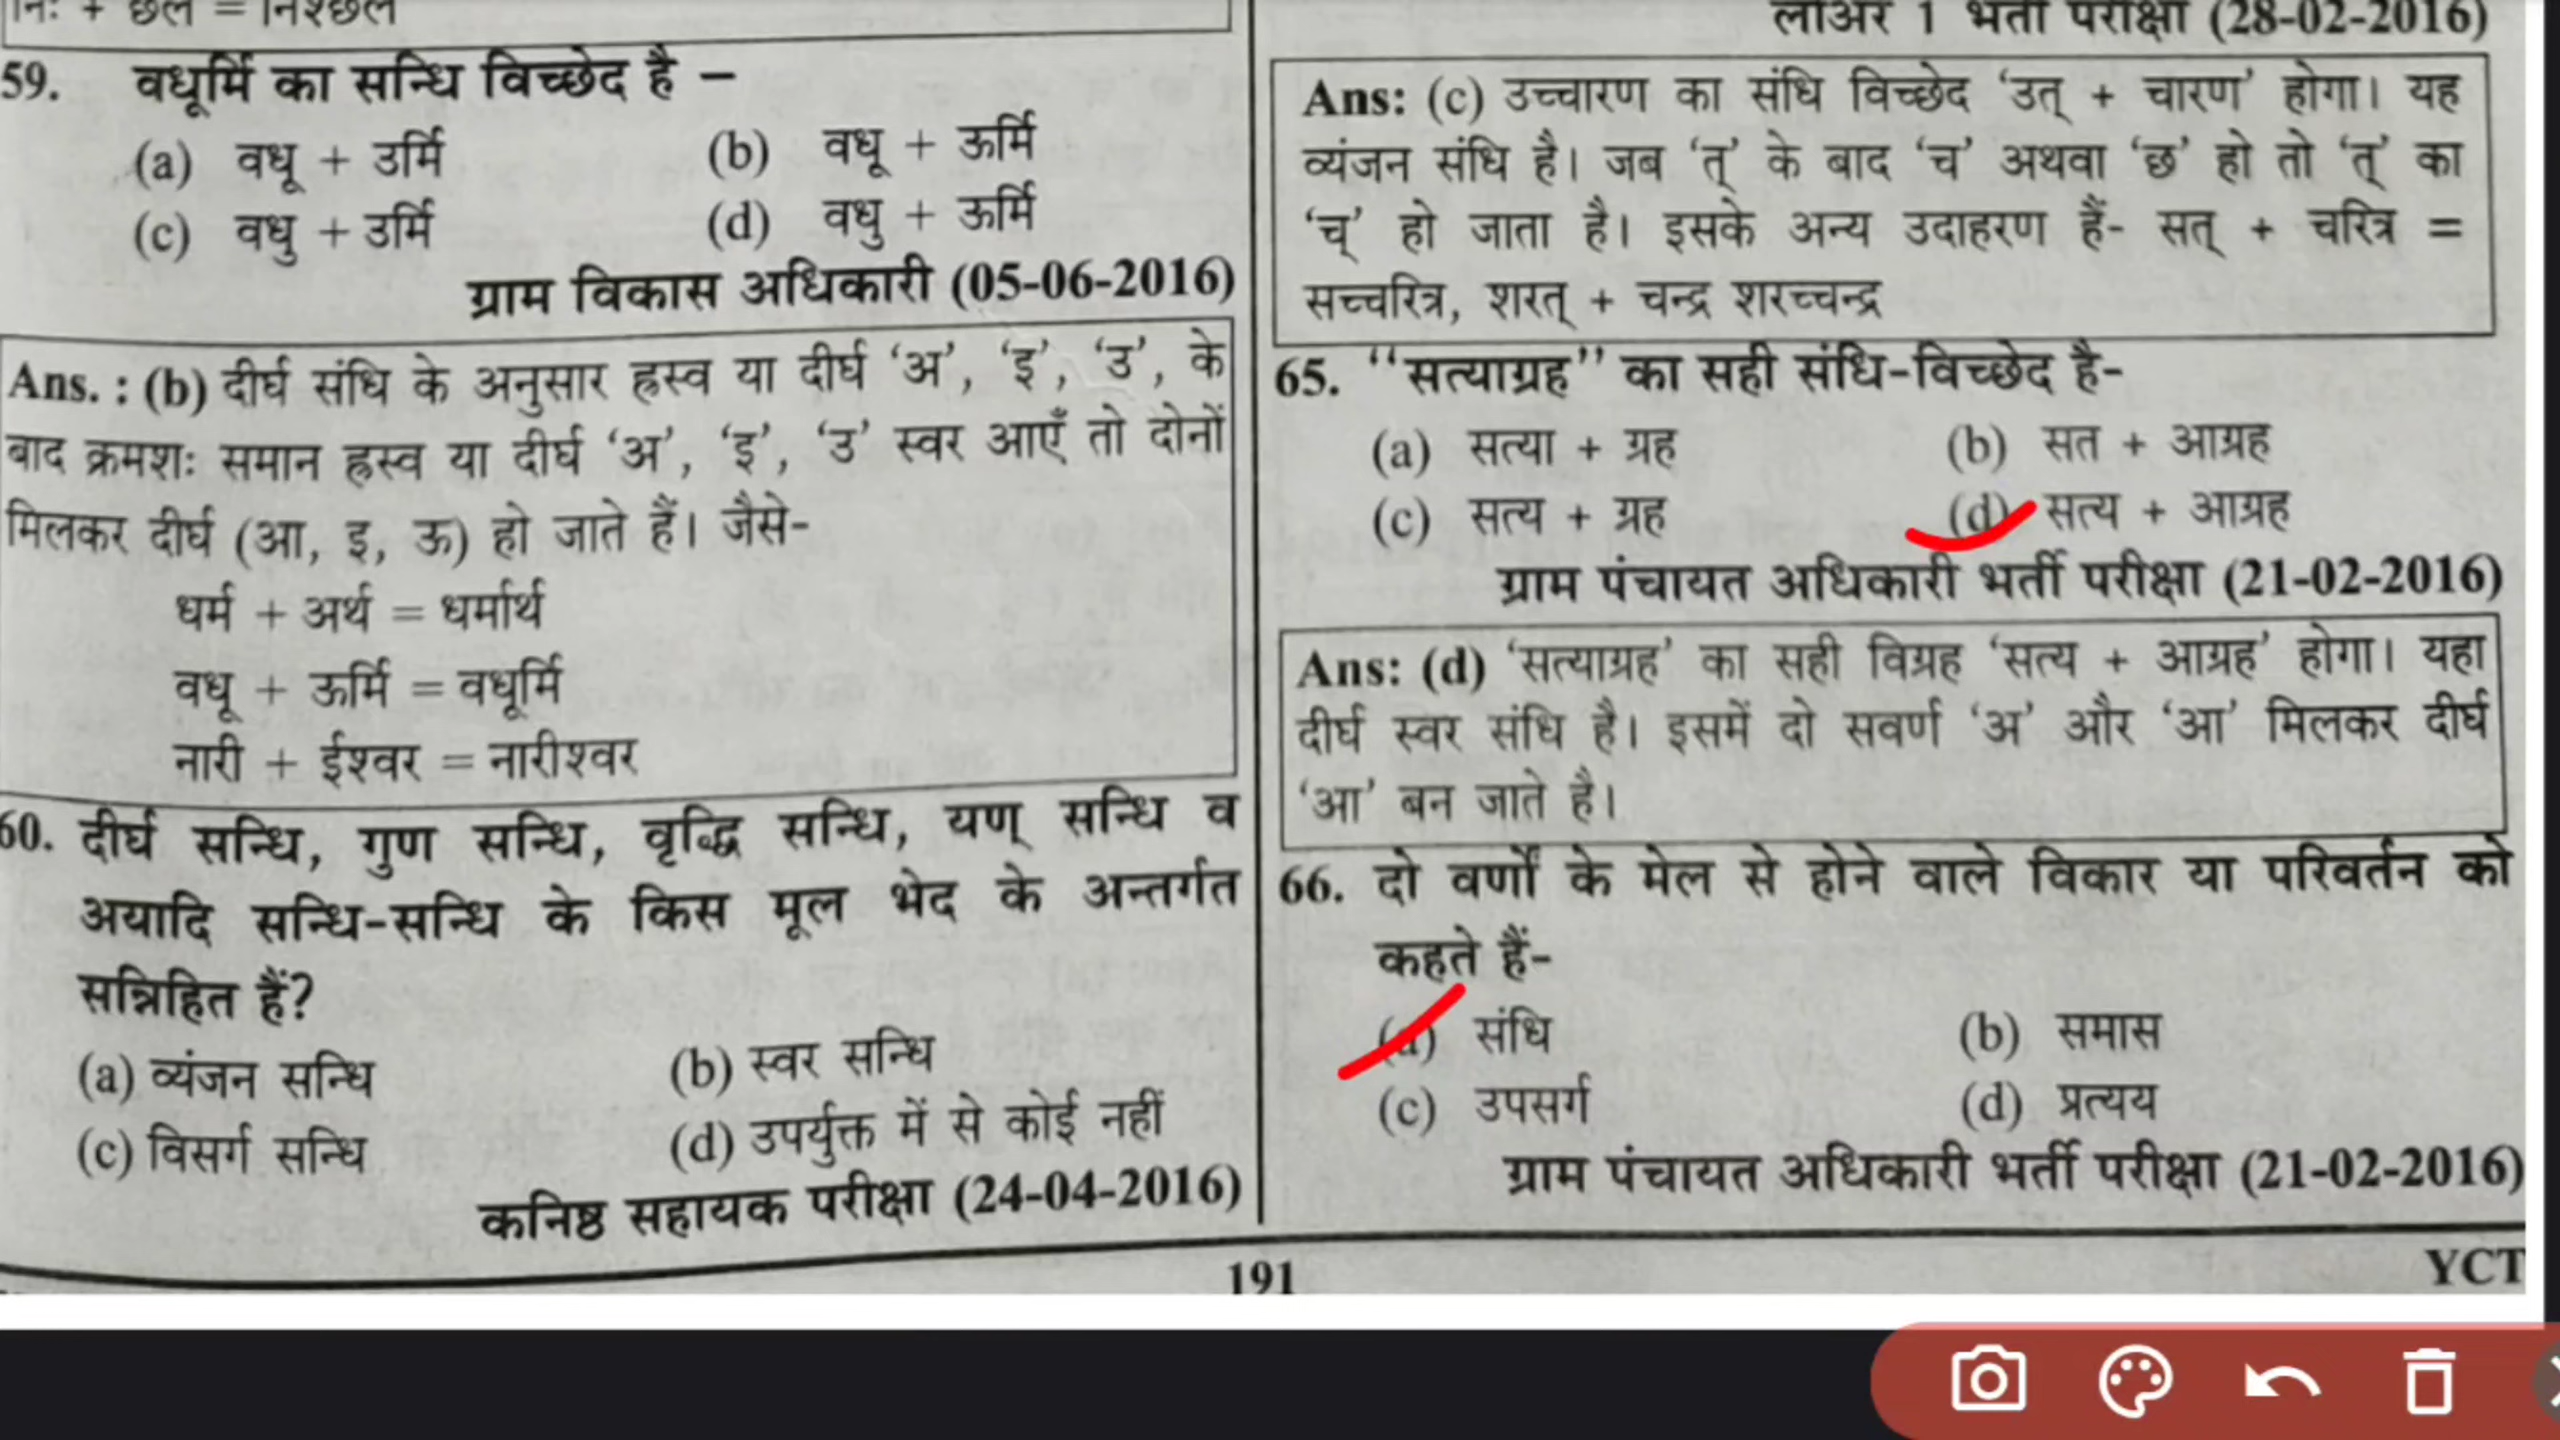 निः + छल = निश्छल
59. वधूर्मि का सन्धि विच्छेद है –
(a) वधू + उर्मि (b) वधू + ऊर्मि
(c) वधु + उर्मि (d) वधु + ऊर्मि
ग्राम विकास अधिकारी (05-06-2016)
Ans. : (b) दीर्घ संधि के अनुसार ह्रस्व या दीर्घ ‘अ’, ‘इ’, ‘उ’, के
बाद क्रमशः समान ह्रस्व या दीर्घ ‘अ’, ‘इ’, ‘उ’ स्वर आएँ तो दोनों
मिलकर दीर्घ (आ, इ, ऊ) हो जाते हैं। जैसे-
धर्म + अर्थ = धर्मार्थ
वधू + ऊर्मि = वधूर्मि
नारी + ईश्वर = नारीश्वर
60. दीर्घ सन्धि, गुण सन्धि, वृद्धि सन्धि, यण् सन्धि व
अयादि सन्धि-सन्धि के किस मूल भेद के अन्तर्गत
सन्निहित हैं?
(a) व्यंजन सन्धि (b) स्वर सन्धि
(c) विसर्ग सन्धि (d) उपर्युक्त में से कोई नहीं
कनिष्ठ सहायक परीक्षा (24-04-2016)
लोअर 1 भर्ती परीक्षा (28-02-2016)
Ans: (c) उच्चारण का संधि विच्छेद ‘उत् + चारण’ होगा। यह
व्यंजन संधि है। जब ‘त्’ के बाद ‘च’ अथवा ‘छ’ हो तो ‘त्’ का
‘च्’ हो जाता है। इसके अन्य उदाहरण हैं- सत् + चरित्र =
सच्चरित्र, शरत् + चन्द्र शरच्चन्द्र
65. ‘‘सत्याग्रह’’ का सही संधि-विच्छेद है-
(a) सत्या + ग्रह (b) सत + आग्रह
(c) सत्य + ग्रह (d) सत्य + आग्रह
ग्राम पंचायत अधिकारी भर्ती परीक्षा (21-02-2016)
Ans: (d) ‘सत्याग्रह’ का सही विग्रह ‘सत्य + आग्रह’ होगा। यहा
दीर्घ स्वर संधि है। इसमें दो सवर्ण ‘अ’ और ‘आ’ मिलकर दीर्घ
‘आ’ बन जाते है।
66. दो वर्णों के मेल से होने वाले विकार या परिवर्तन को
कहते हैं-
(a) संधि (b) समास
(c) उपसर्ग (d) प्रत्यय
ग्राम पंचायत अधिकारी भर्ती परीक्षा (21-02-2016)
191
YCT